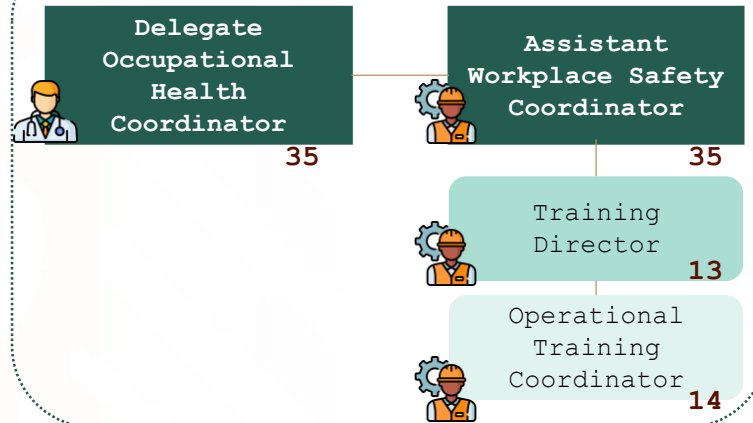 Delegate
Occupational
Health
Coordinator
35
Assistant
Workplace Safety
Coordinator
35
Training
Director
13
Operational
Training
Coordinator
14